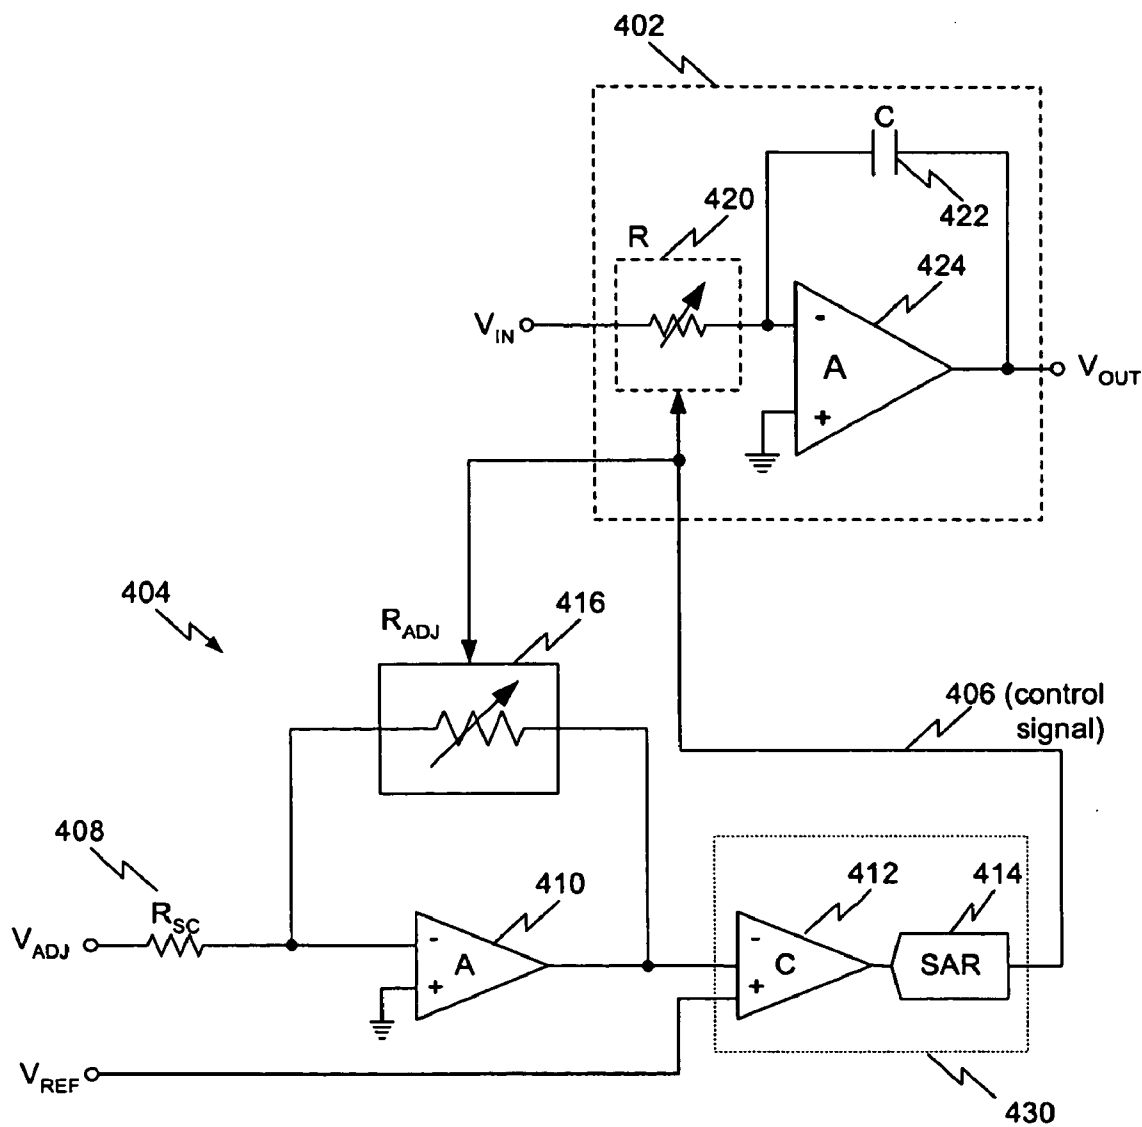 402
C
420
422
R
424
VIN
-
A
VOUT
+
404
RADJ
416
406 (control
signal)
408
412
414
RSC
410
VADJ
-
A
+
-
C
+
SAR
VREF
430